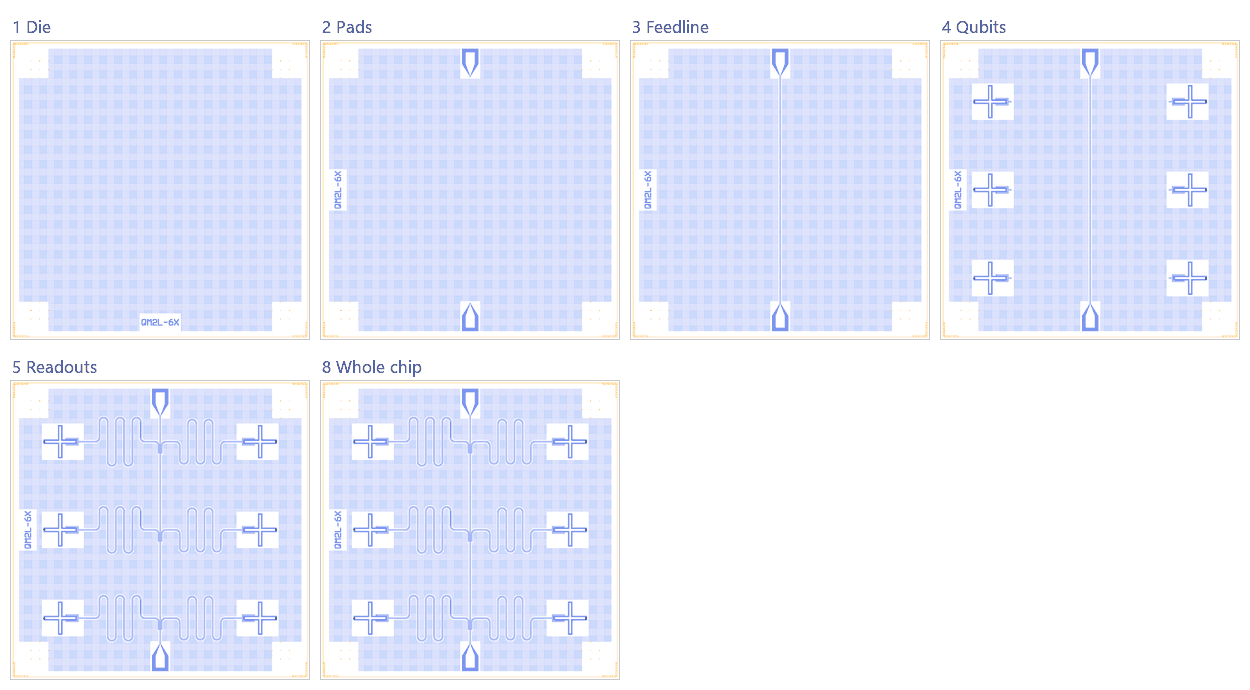 1 Die
2 Pads
3 Feedline
4 Qubits
QM2L-6X
QM2L-6X
QM2L-6X
QM2L-6X
5 Readouts
8 Whole chip
QM2L-6X
QM2L-6X